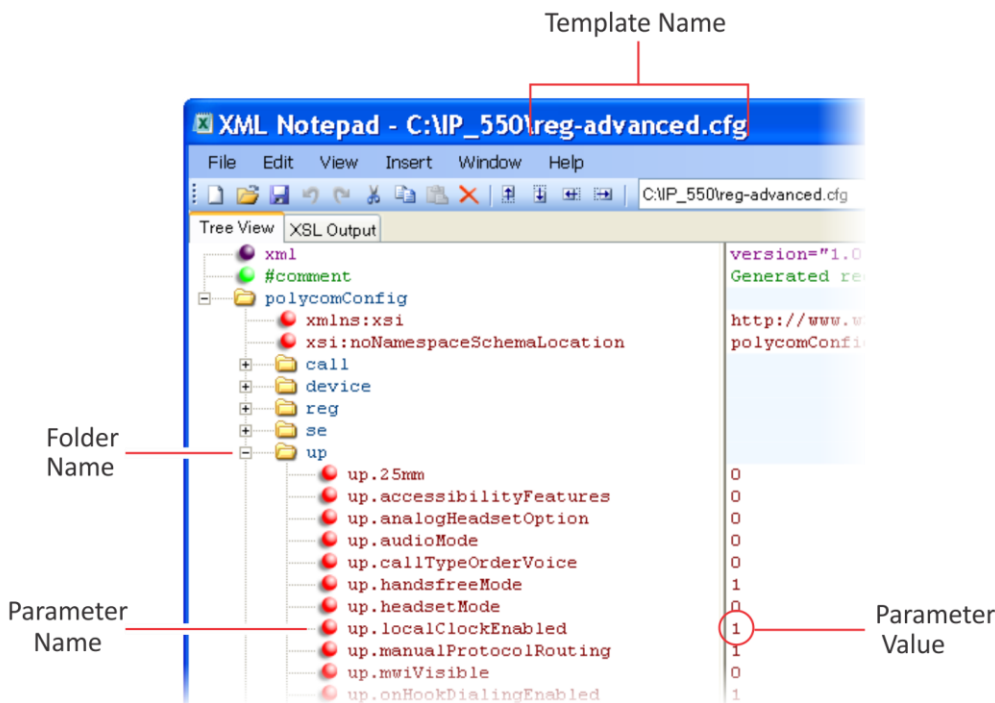 Template Name
XML Notepad - C:\IP_550\reg-advanced.cfg
File Edit View Insert Window Help
C:\IP_550\reg-advanced.cfg
Tree View XSL Output
xml version="1.0
#comment Generated re
polycomConfig
xmlns:xsi http://www.w
xsi:noNamespaceSchemaLocation polycomConfi
call
device
reg
se
Folder Name
up
up.25mm 0
up.accessibilityFeatures 0
up.analogHeadsetOption 0
up.audioMode 0
up.callTypeOrderVoice 0
up.handsfreeMode 1
up.headsetMode 0
Parameter Name
up.localClockEnabled 1
Parameter Value
up.manualProtocolRouting 1
up.mwiVisible 0
up.onHookDialingEnabled 1